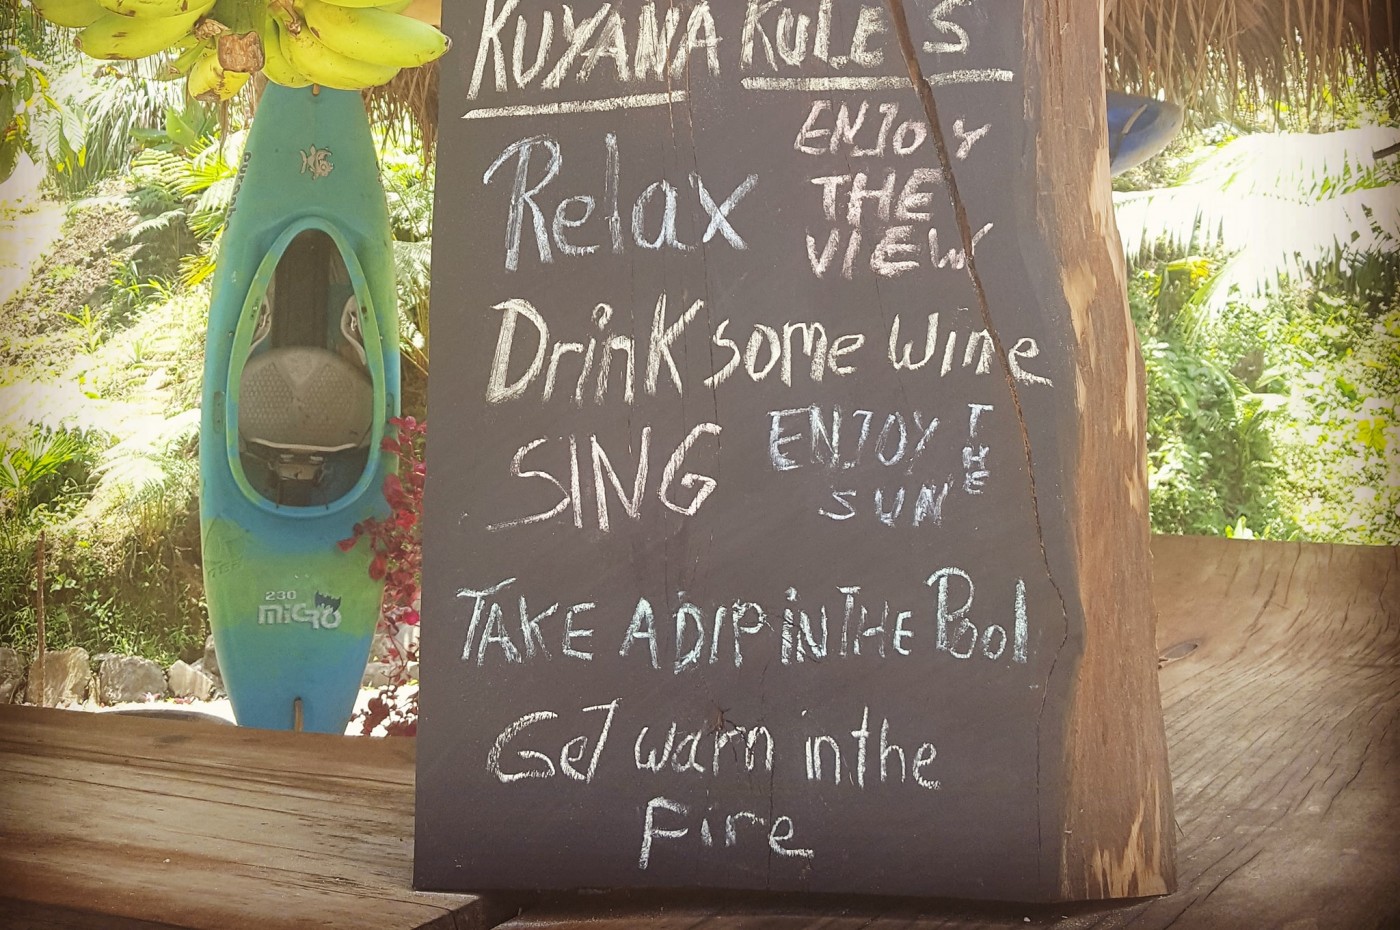 KUYANA RULES
Relax
ENJOY
THE
VIEW
Drink some wine
SING
ENJOY THE
SUN
TAKE A DIP IN THE Pool
Get warn in the
Fire
230
micro